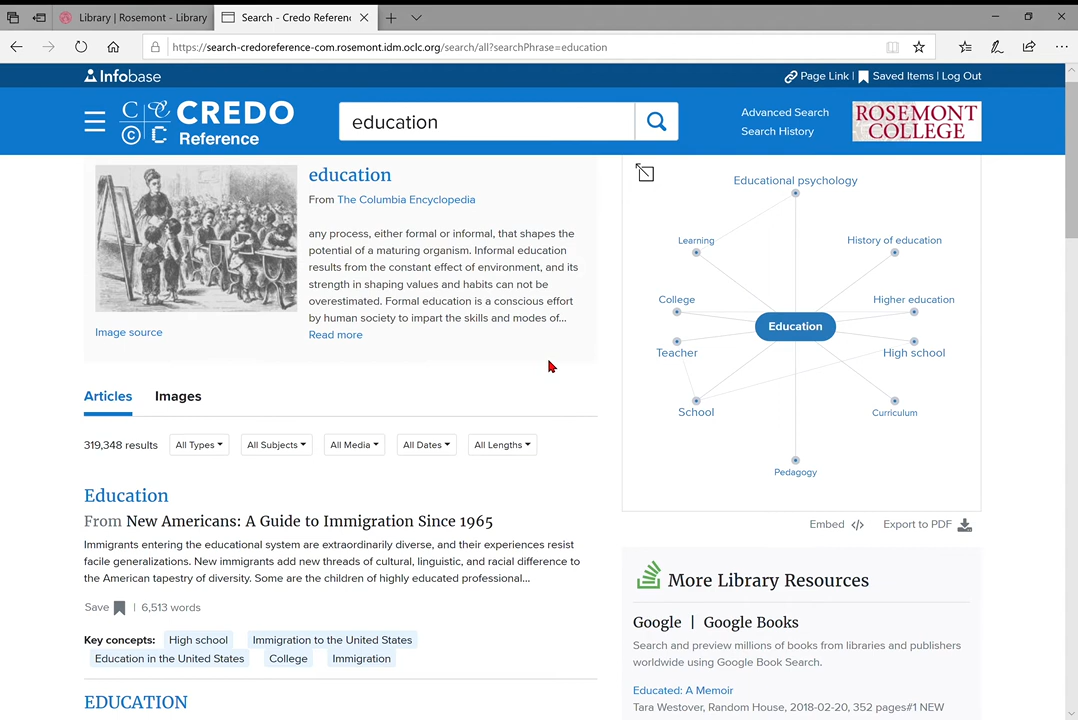 Library | Rosemont - Library
Search - Credo Referenc
https://search-credoreference-com.rosemont.idm.oclc.org/search/all?searchPhrase=education
Infobase
Page Link | Saved Items | Log Out
CREDO
Reference
education
Advanced Search
Search History
ROSEMONT
COLLEGE
education
From The Columbia Encyclopedia
any process, either formal or informal, that shapes the
potential of a maturing organism. Informal education
results from the constant effect of environment, and its
strength in shaping values and habits can not be
overestimated. Formal education is a conscious effort
by human society to impart the skills and modes of...
Read more
Image source
Educational psychology
Learning
History of education
College
Higher education
Education
Teacher
High school
School
Curriculum
Pedagogy
Embed
Export to PDF
Articles
Images
319,348 results
All Types
All Subjects
All Media
All Dates
All Lengths
Education
From New Americans: A Guide to Immigration Since 1965
Immigrants entering the educational system are extraordinarily diverse, and their experiences resist
facile generalizations. New immigrants add new threads of cultural, linguistic, and racial difference to
the American tapestry of diversity. Some are the children of highly educated professional...
Save | 6,513 words
Key concepts: High school Immigration to the United States
Education in the United States College Immigration
EDUCATION
More Library Resources
Google | Google Books
Search and preview millions of books from libraries and publishers
worldwide using Google Book Search.
Educated: A Memoir
Tara Westover, Random House, 2018-02-20, 352 pages#1 NEW